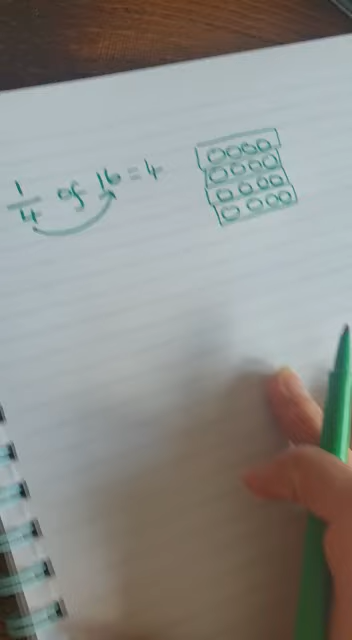 1/4 of 16 = 4